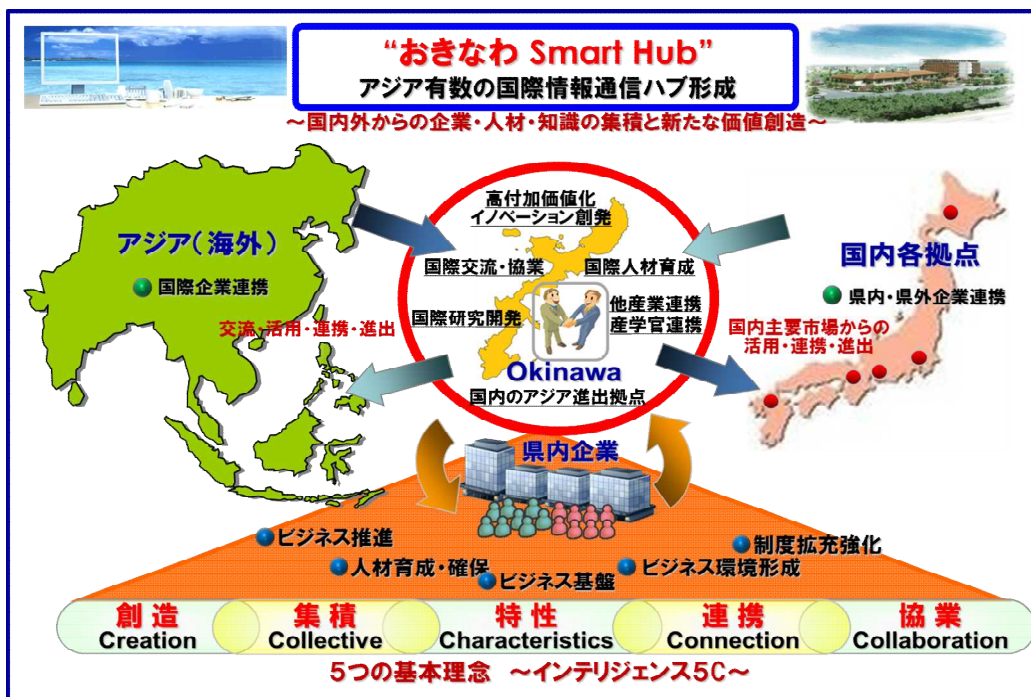 “おきなわ Smart Hub”
アジア有数の国際情報通信ハブ形成
～国内外からの企業・人材・知識の集積と新たな価値創造～
アジア(海外)
国際企業連携
交流・活用・連携・進出
高付加価値化
イノベーション創発
国際交流・協業
国際人材育成
国際研究開発
他産業連携
産学官連携
Okinawa
国内のアジア進出拠点
国内各拠点
県内・県外企業連携
国内主要市場からの
活用・連携・進出
県内企業
ビジネス推進
人材育成・確保
ビジネス基盤
ビジネス環境形成
制度拡充強化
創造
Creation
集積
Collective
特性
Characteristics
連携
Connection
協業
Collaboration
5つの基本理念　～インテリジェンス5C～